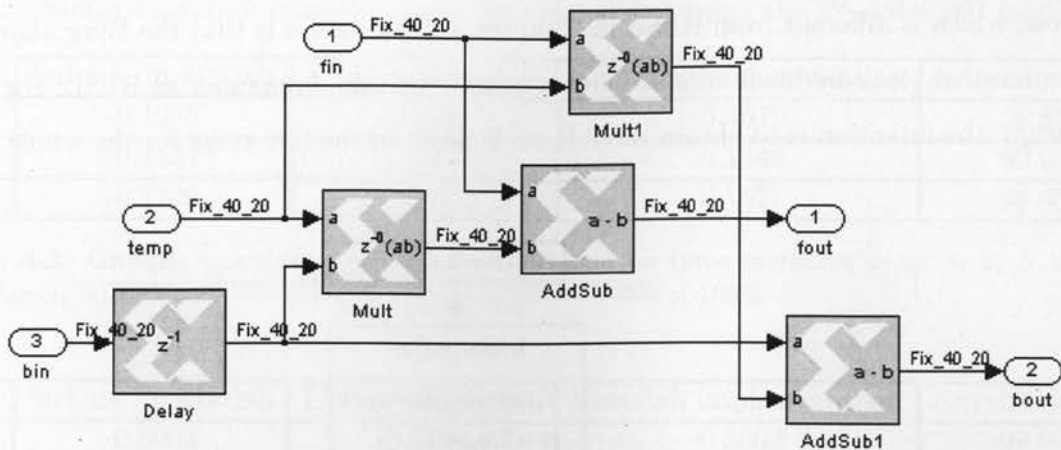 1
fin
Fix_40_20
a
b
z⁻⁰(ab)
Fix_40_20
Mult1
2
temp
Fix_40_20
a
b
z⁻⁰(ab)
Fix_40_20
Mult
a
b
a - b
Fix_40_20
AddSub
1
fout
3
bin
Fix_40_20
z⁻¹
Fix_40_20
Delay
a
b
a - b
Fix_40_20
AddSub1
2
bout